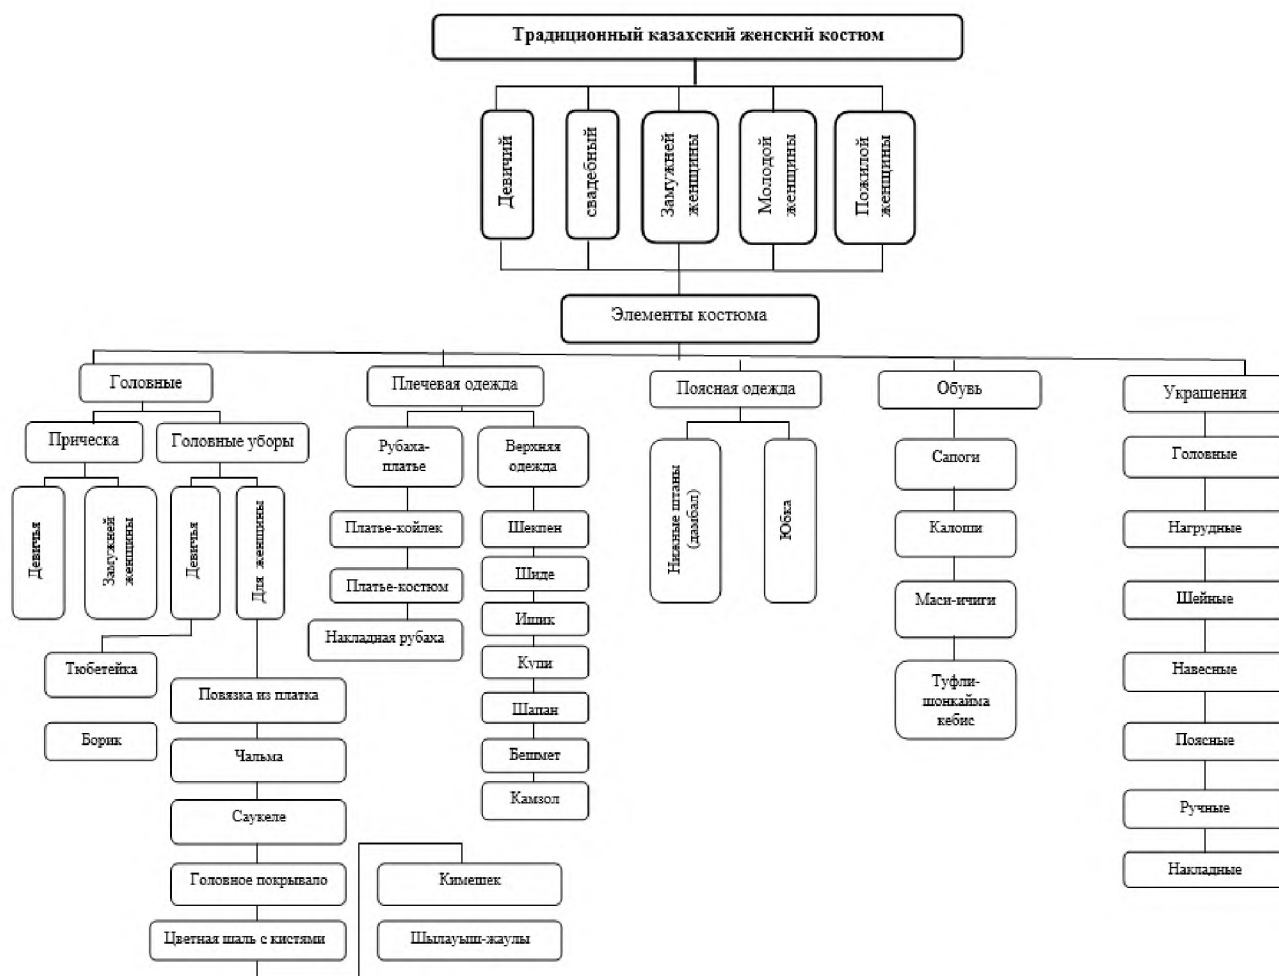 Традиционный казахский женский костюм
Девичий
свадебный
Замужней
женщины
Молодой
женщины
Пожилой
женщины
Элементы костюма
Головные
Прическа
Головные уборы
Девичья
Замужней
женщины
Девичья
Для женщины
Тюбетейка
Борик
Повязка из платка
Чальма
Саукеле
Головное покрывало
Цветная шаль с кистями
Кимешек
Шылауыш-жаулы
Плечевая одежда
Рубаха-
платье
Платье-койлек
Платье-костюм
Накладная рубаха
Верхняя
одежда
Шекпен
Шиде
Ишик
Купи
Шапан
Бешмет
Камзол
Поясная одежда
Нижные штаны
(дамбал)
Юбка
Обувь
Сапоги
Калоши
Маси-ичиги
Туфли-
шонкайма
кебис
Украшения
Головные
Нагрудные
Шейные
Навесные
Поясные
Ручные
Накладные